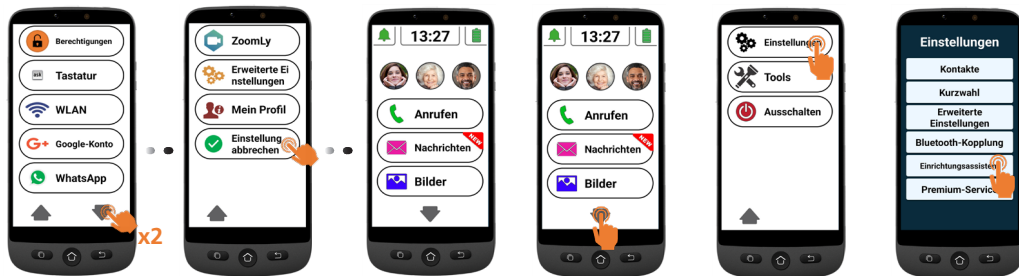 Berechtigungen
Tastatur
WLAN
G+ Google-Konto
WhatsApp
x2
ZoomLy
Erweiterte Ei
nstellungen
Mein Profil
Einstellung
abbrechen
13:27
Anrufen
NEW
Nachrichten
Bilder
13:27
Anrufen
NEW
Nachrichten
Bilder
Einstellungen
Tools
Ausschalten
Einstellungen
Kontakte
Kurzwahl
Erweiterte
Einstellungen
Bluetooth-Kopplung
Einrichtungsassistent
Premium-Service